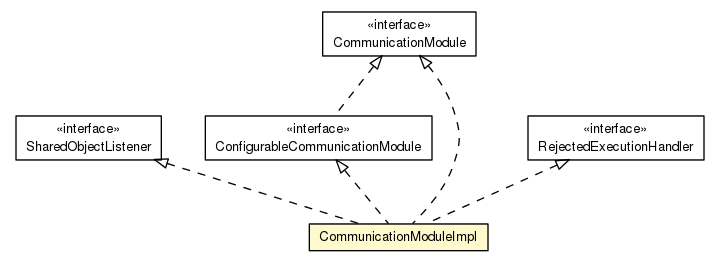 «interface»
CommunicationModule
«interface»
SharedObjectListener
«interface»
ConfigurableCommunicationModule
«interface»
RejectedExecutionHandler
CommunicationModuleImpl